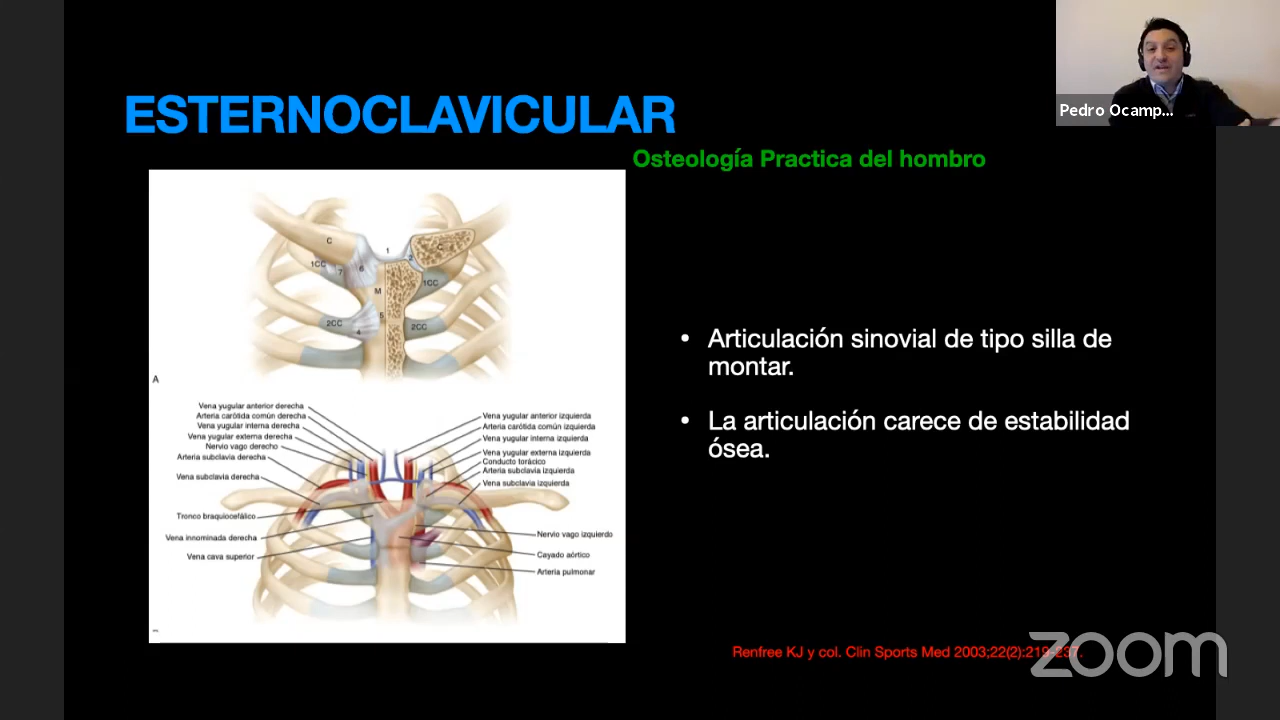 Pedro Ocamp...
ESTERNOCLAVICULAR
Osteología Practica del hombro
C
1
2
1CC
7
6
1CC
M
5
2CC
4
2CC
A
Vena yugular anterior derecha
Arteria carótida común derecha
Vena yugular interna derecha
Vena yugular externa derecha
Nervio vago derecho
Arteria subclavia derecha
Vena subclavia derecha
Tronco braquiocefálico
Vena innominada derecha
Vena cava superior
Vena yugular anterior izquierda
Arteria carótida común izquierda
Vena yugular interna izquierda
Vena yugular externa izquierda
Conducto torácico
Arteria subclavia izquierda
Vena subclavia izquierda
Nervio vago izquierdo
Cayado aórtico
Arteria pulmonar
• Articulación sinovial de tipo silla de
montar.
• La articulación carece de estabilidad
ósea.
Renfree KJ y col. Clin Sports Med 2003;22(2):219-237.
zoom